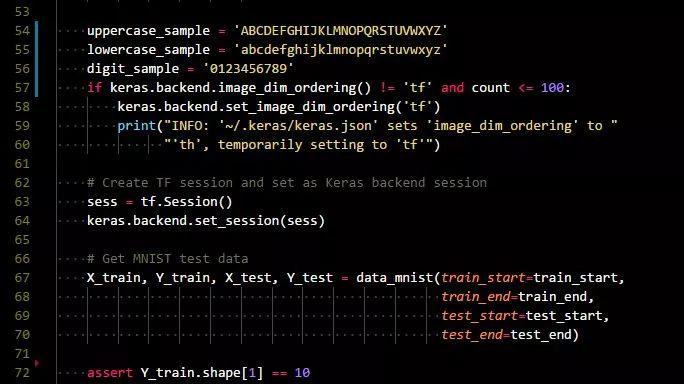 53
54 uppercase_sample = 'ABCDEFGHIJKLMNOPQRSTUVWXYZ'
55 lowercase_sample = 'abcdefghijklmnopqrstuvwxyz'
56 digit_sample = '0123456789'
57 if keras.backend.image_dim_ordering() != 'tf' and count <= 100:
58 keras.backend.set_image_dim_ordering('tf')
59 print("INFO: '~/.keras/keras.json' sets 'image_dim_ordering' to "
60 "'th', temporarily setting to 'tf'")
61
62 # Create TF session and set as Keras backend session
63 sess = tf.Session()
64 keras.backend.set_session(sess)
65
66 # Get MNIST test data
67 X_train, Y_train, X_test, Y_test = data_mnist(train_start=train_start,
68 train_end=train_end,
69 test_start=test_start,
70 test_end=test_end)
71
72 assert Y_train.shape[1] == 10